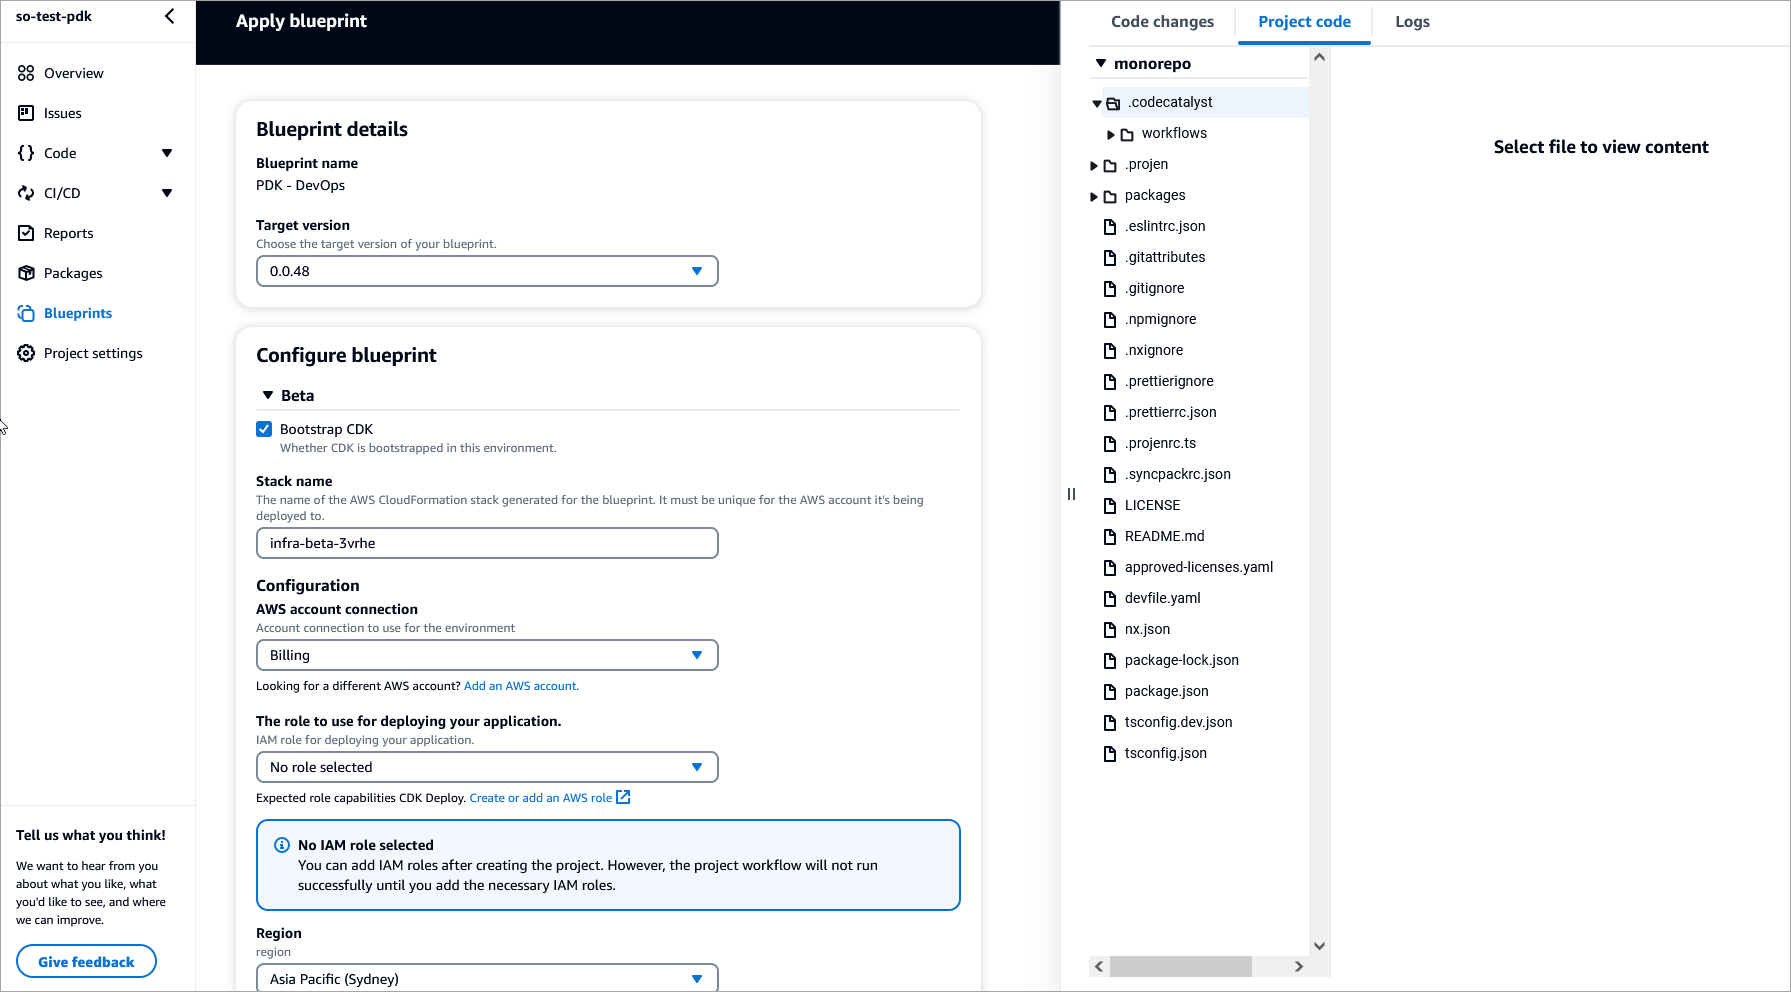 so-test-pdk
Overview
Issues
Code
CI/CD
Reports
Packages
Blueprints
Project settings
Tell us what you think!
We want to hear from you
about what you like, what
you'd like to see, and where
we can improve.
Give feedback
Apply blueprint
Blueprint details
Blueprint name
PDK - DevOps
Target version
Choose the target version of your blueprint.
0.0.48
Configure blueprint
Beta
Bootstrap CDK
Whether CDK is bootstrapped in this environment.
Stack name
The name of the AWS CloudFormation stack generated for the blueprint. It must be unique for the AWS account it's being
deployed to.
infra-beta-3vrhe
Configuration
AWS account connection
Account connection to use for the environment
Billing
Looking for a different AWS account? Add an AWS account.
The role to use for deploying your application.
IAM role for deploying your application.
No role selected
Expected role capabilities CDK Deploy. Create or add an AWS role
No IAM role selected
You can add IAM roles after creating the project. However, the project workflow will not run
successfully until you add the necessary IAM roles.
Region
region
Asia Pacific (Sydney)
Code changes
Project code
Logs
monorepo
.codecatalyst
workflows
.projen
packages
.eslintrc.json
.gitattributes
.gitignore
.npmignore
.nxignore
.prettierignore
.prettierrc.json
.projenrc.ts
.syncpackrc.json
LICENSE
README.md
approved-licenses.yaml
devfile.yaml
nx.json
package-lock.json
package.json
tsconfig.dev.json
tsconfig.json
Select file to view content